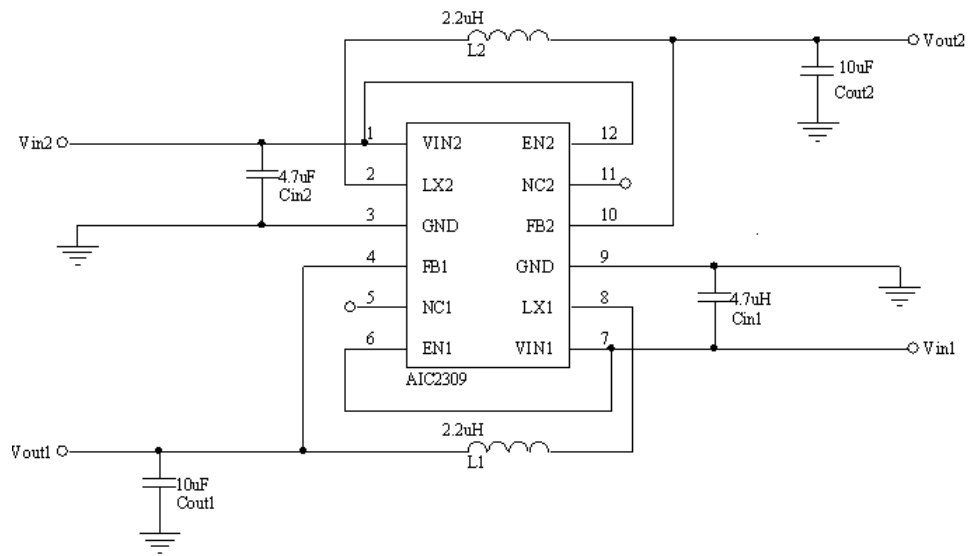 2.2uH
L2
Vout2
10uF
Cout2
Vin2
1
VIN2
EN2
12
4.7uF
Cin2
2
LX2
NC2
11
3
GND
FB2
10
4
FB1
GND
9
5
NC1
LX1
8
4.7uH
Cin1
6
EN1
VIN1
7
Vin1
AIC2309
2.2uH
L1
Vout1
10uF
Cout1